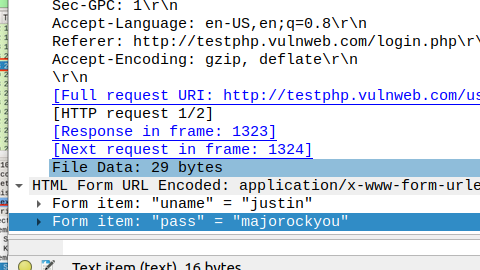 Sec-GPC: 1\r\n
Accept-Language: en-US,en;q=0.8\r\n
Referer: http://testphp.vulnweb.com/login.php\r\
Accept-Encoding: gzip, deflate\r\n
\r\n
[Full request URI: http://testphp.vulnweb.com/us
[HTTP request 1/2]
[Response in frame: 1323]
[Next request in frame: 1324]
File Data: 29 bytes
HTML Form URL Encoded: application/x-www-form-urle
Form item: "uname" = "justin"
Form item: "pass" = "majorockyou"
Text item (text), 16 bytes